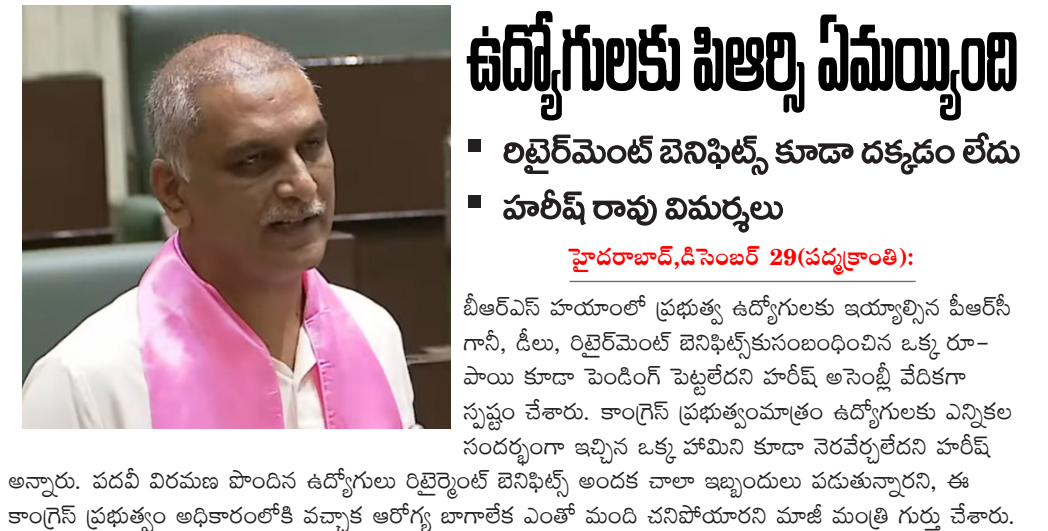 ఉద్యోగులకు పిఆర్సి ఏమయ్యింది
▪ రిటైర్‌మెంట్ బెనిఫిట్స్ కూడా దక్కడం లేదు
▪ హరీష్ రావు విమర్శలు
హైదరాబాద్,డిసెంబర్ 29(పద్మక్రాంతి):
బీఆర్ఎస్ హయాంలో ప్రభుత్వ ఉద్యోగులకు ఇయ్యాల్సిన పీఆర్‌సీ
గానీ, డీలు, రిటైర్‌మెంట్ బెనిఫిట్స్‌కుసంబంధించిన ఒక్క రూ-
పాయి కూడా పెండింగ్ పెట్టలేదని హరీష్ అసెంబ్లీ వేదికగా
స్పష్టం చేశారు. కాంగ్రెస్ ప్రభుత్వంమాత్రం ఉద్యోగులకు ఎన్నికల
సందర్భంగా ఇచ్చిన ఒక్క హామిని కూడా నెరవేర్చలేదని హరీష్
అన్నారు. పదవీ విరమణ పొందిన ఉద్యోగులు రిటైర్మెంట్ బెనిఫిట్స్ అందక చాలా ఇబ్బందులు పడుతున్నారని, ఈ
కాంగ్రెస్ ప్రభుత్వం అధికారంలోకి వచ్చాక ఆరోగ్య బాగాలేక ఎంతో మంది చనిపోయారని మాజీ మంత్రి గుర్తు చేశారు.